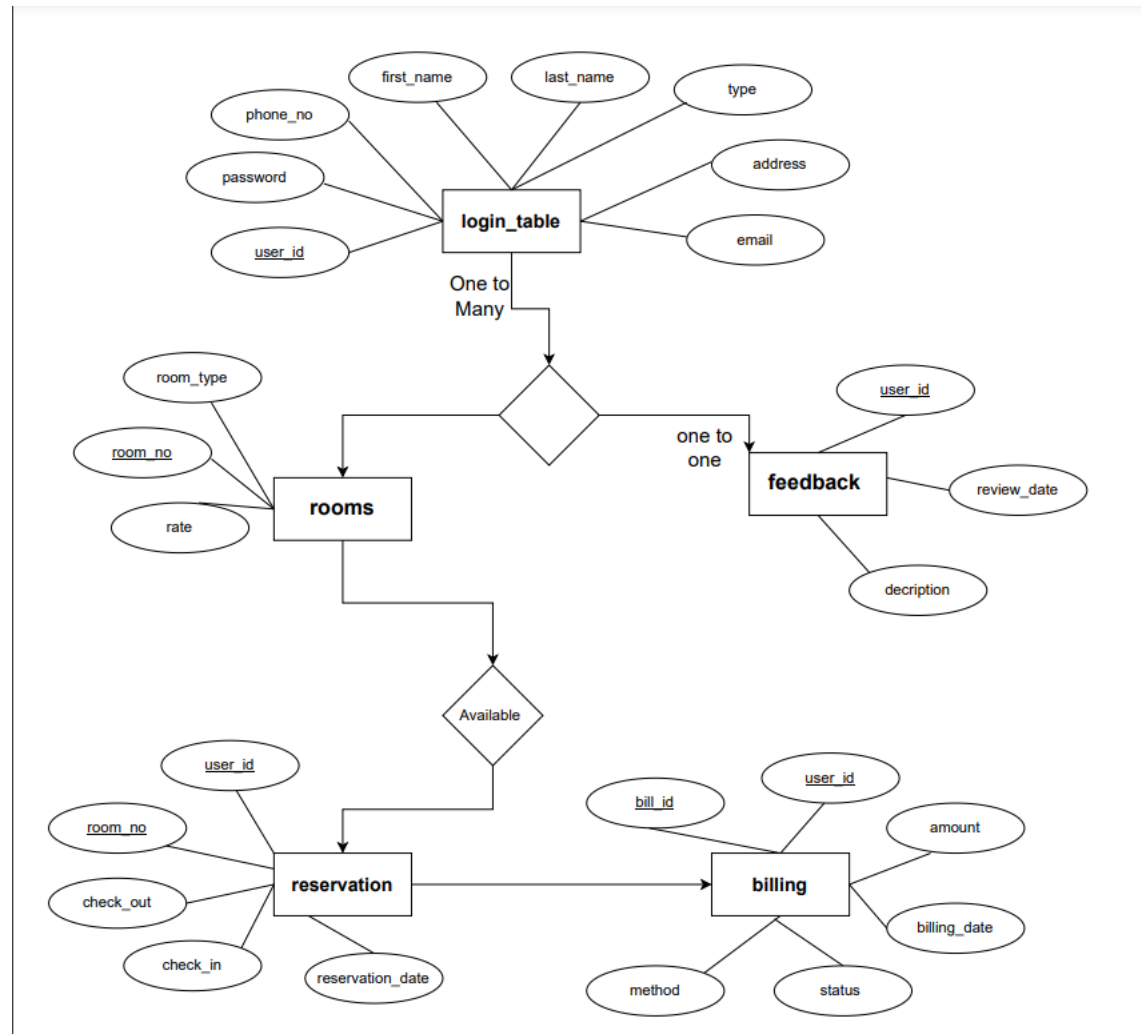 first_name
last_name
type
phone_no
address
password
login_table
email
user_id
One to
Many
room_type
user_id
room_no
one to
one
feedback
review_date
rooms
rate
decription
Available
user_id
user_id
bill_id
room_no
amount
reservation
billing
check_out
billing_date
check_in
reservation_date
method
status